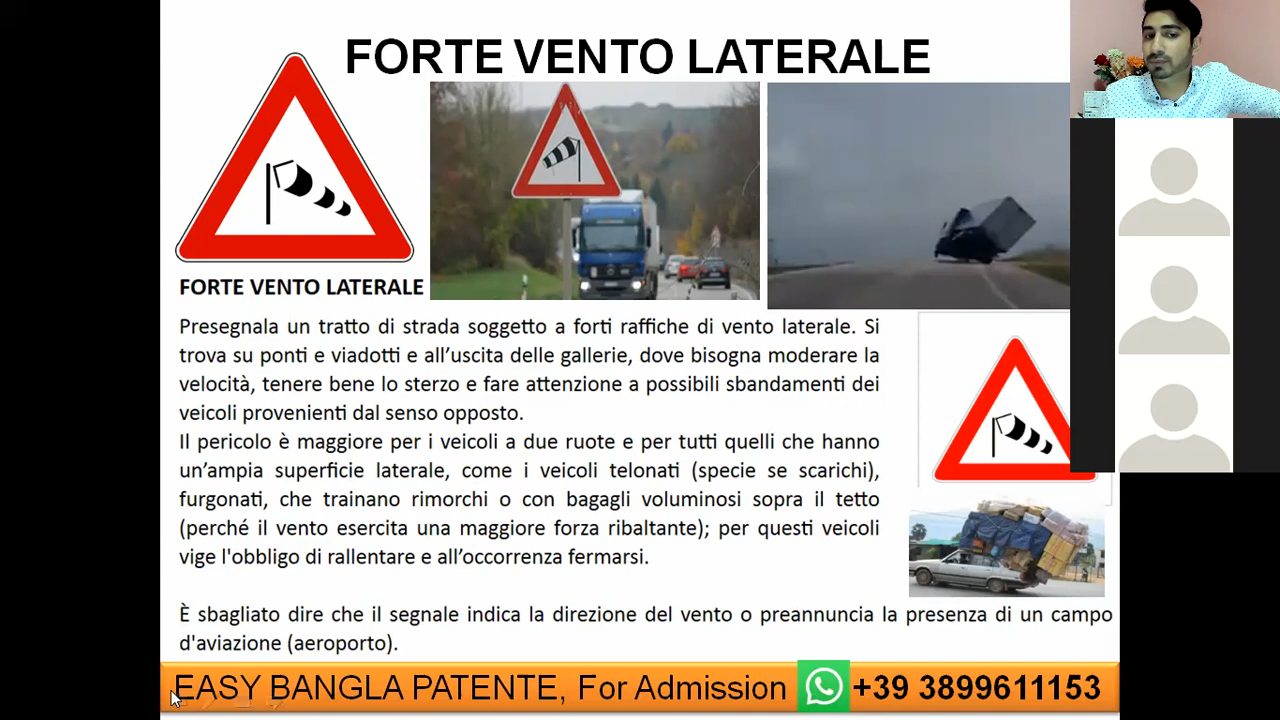 FORTE VENTO LATERALE
FORTE VENTO LATERALE
Presegnala un tratto di strada soggetto a forti raffiche di vento laterale. Si
trova su ponti e viadotti e all’uscita delle gallerie, dove bisogna moderare la
velocità, tenere bene lo sterzo e fare attenzione a possibili sbandamenti dei
veicoli provenienti dal senso opposto.
Il pericolo è maggiore per i veicoli a due ruote e per tutti quelli che hanno
un’ampia superficie laterale, come i veicoli telonati (specie se scarichi),
furgonati, che trainano rimorchi o con bagagli voluminosi sopra il tetto
(perché il vento esercita una maggiore forza ribaltante); per questi veicoli
vige l'obbligo di rallentare e all’occorrenza fermarsi.
È sbagliato dire che il segnale indica la direzione del vento o preannuncia la presenza di un campo
d'aviazione (aeroporto).
EASY BANGLA PATENTE, For Admission +39 3899611153